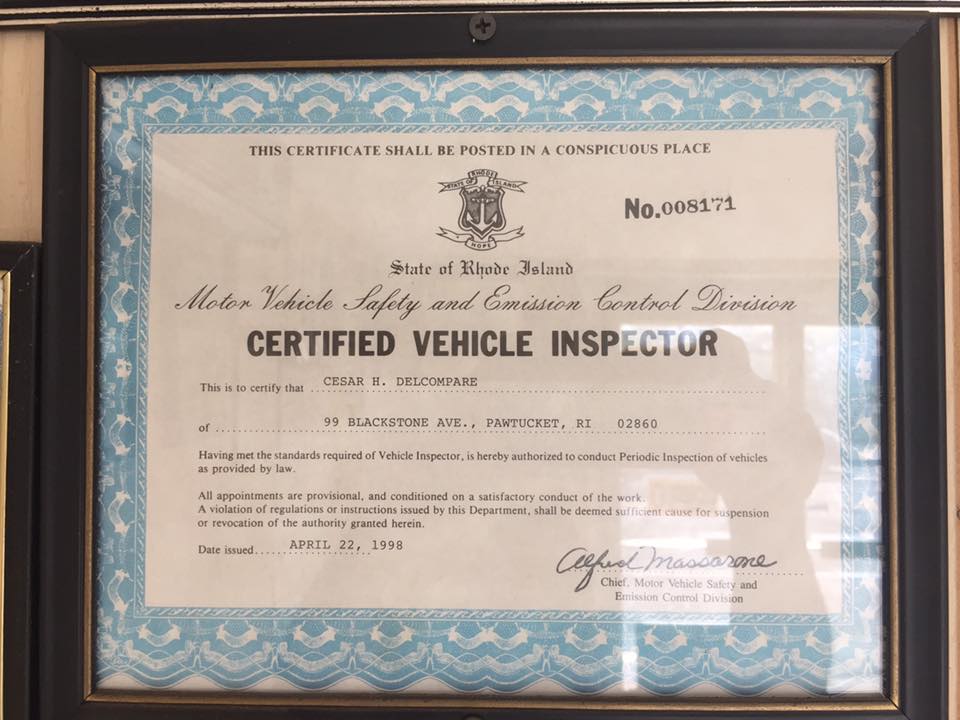 THIS CERTIFICATE SHALL BE POSTED IN A CONSPICUOUS PLACE
RHODE
STATE OF ISLAND
HOPE
No.008171
State of Rhode Island
Motor Vehicle Safety and Emission Control Division
CERTIFIED VEHICLE INSPECTOR
This is to certify that CESAR H. DELCOMPARE
of 99 BLACKSTONE AVE., PAWTUCKET, RI 02860
Having met the standards required of Vehicle Inspector, is hereby authorized to conduct Periodic Inspection of vehicles
as provided by law.
All appointments are provisional, and conditioned on a satisfactory conduct of the work.
A violation of regulations or instructions issued by this Department, shall be deemed sufficient cause for suspension
or revocation of the authority granted herein.
Date issued..... APRIL 22, 1998
Alfred Massarone
Chief, Motor Vehicle Safety and
Emission Control Division